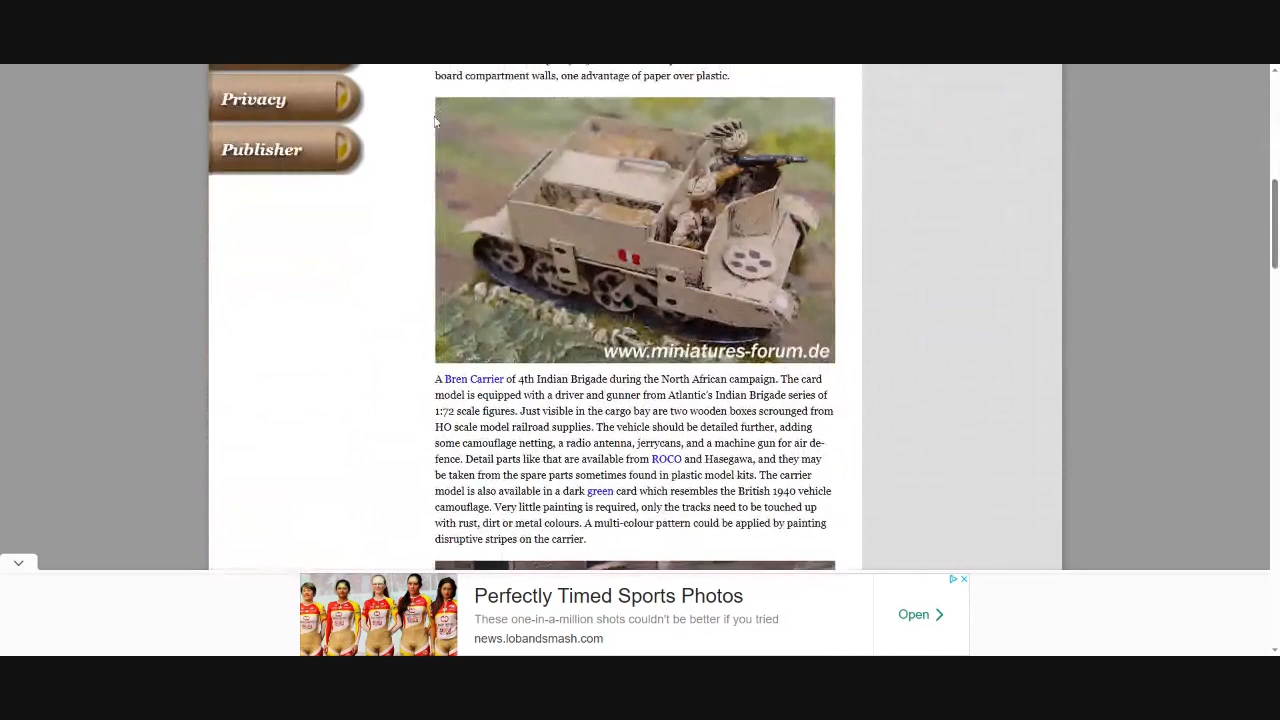 board compartment walls, one advantage of paper over plastic.
Privacy
Publisher
www.miniatures-forum.de
A Bren Carrier of 4th Indian Brigade during the North African campaign. The card
model is equipped with a driver and gunner from Atlantic's Indian Brigade series of
1:72 scale figures. Just visible in the cargo bay are two wooden boxes scrounged from
HO scale model railroad supplies. The vehicle should be detailed further, adding
some camouflage netting, a radio antenna, jerrycans, and a machine gun for air de-
fence. Detail parts like that are available from ROCO and Hasegawa, and they may
be taken from the spare parts sometimes found in plastic model kits. The carrier
model is also available in a dark green card which resembles the British 1940 vehicle
camouflage. Very little painting is required, only the tracks need to be touched up
with rust, dirt or metal colours. A multi-colour pattern could be applied by painting
disruptive stripes on the carrier.
Perfectly Timed Sports Photos
These one-in-a-million shots couldn't be better if you tried
news.lobandsmash.com
Open